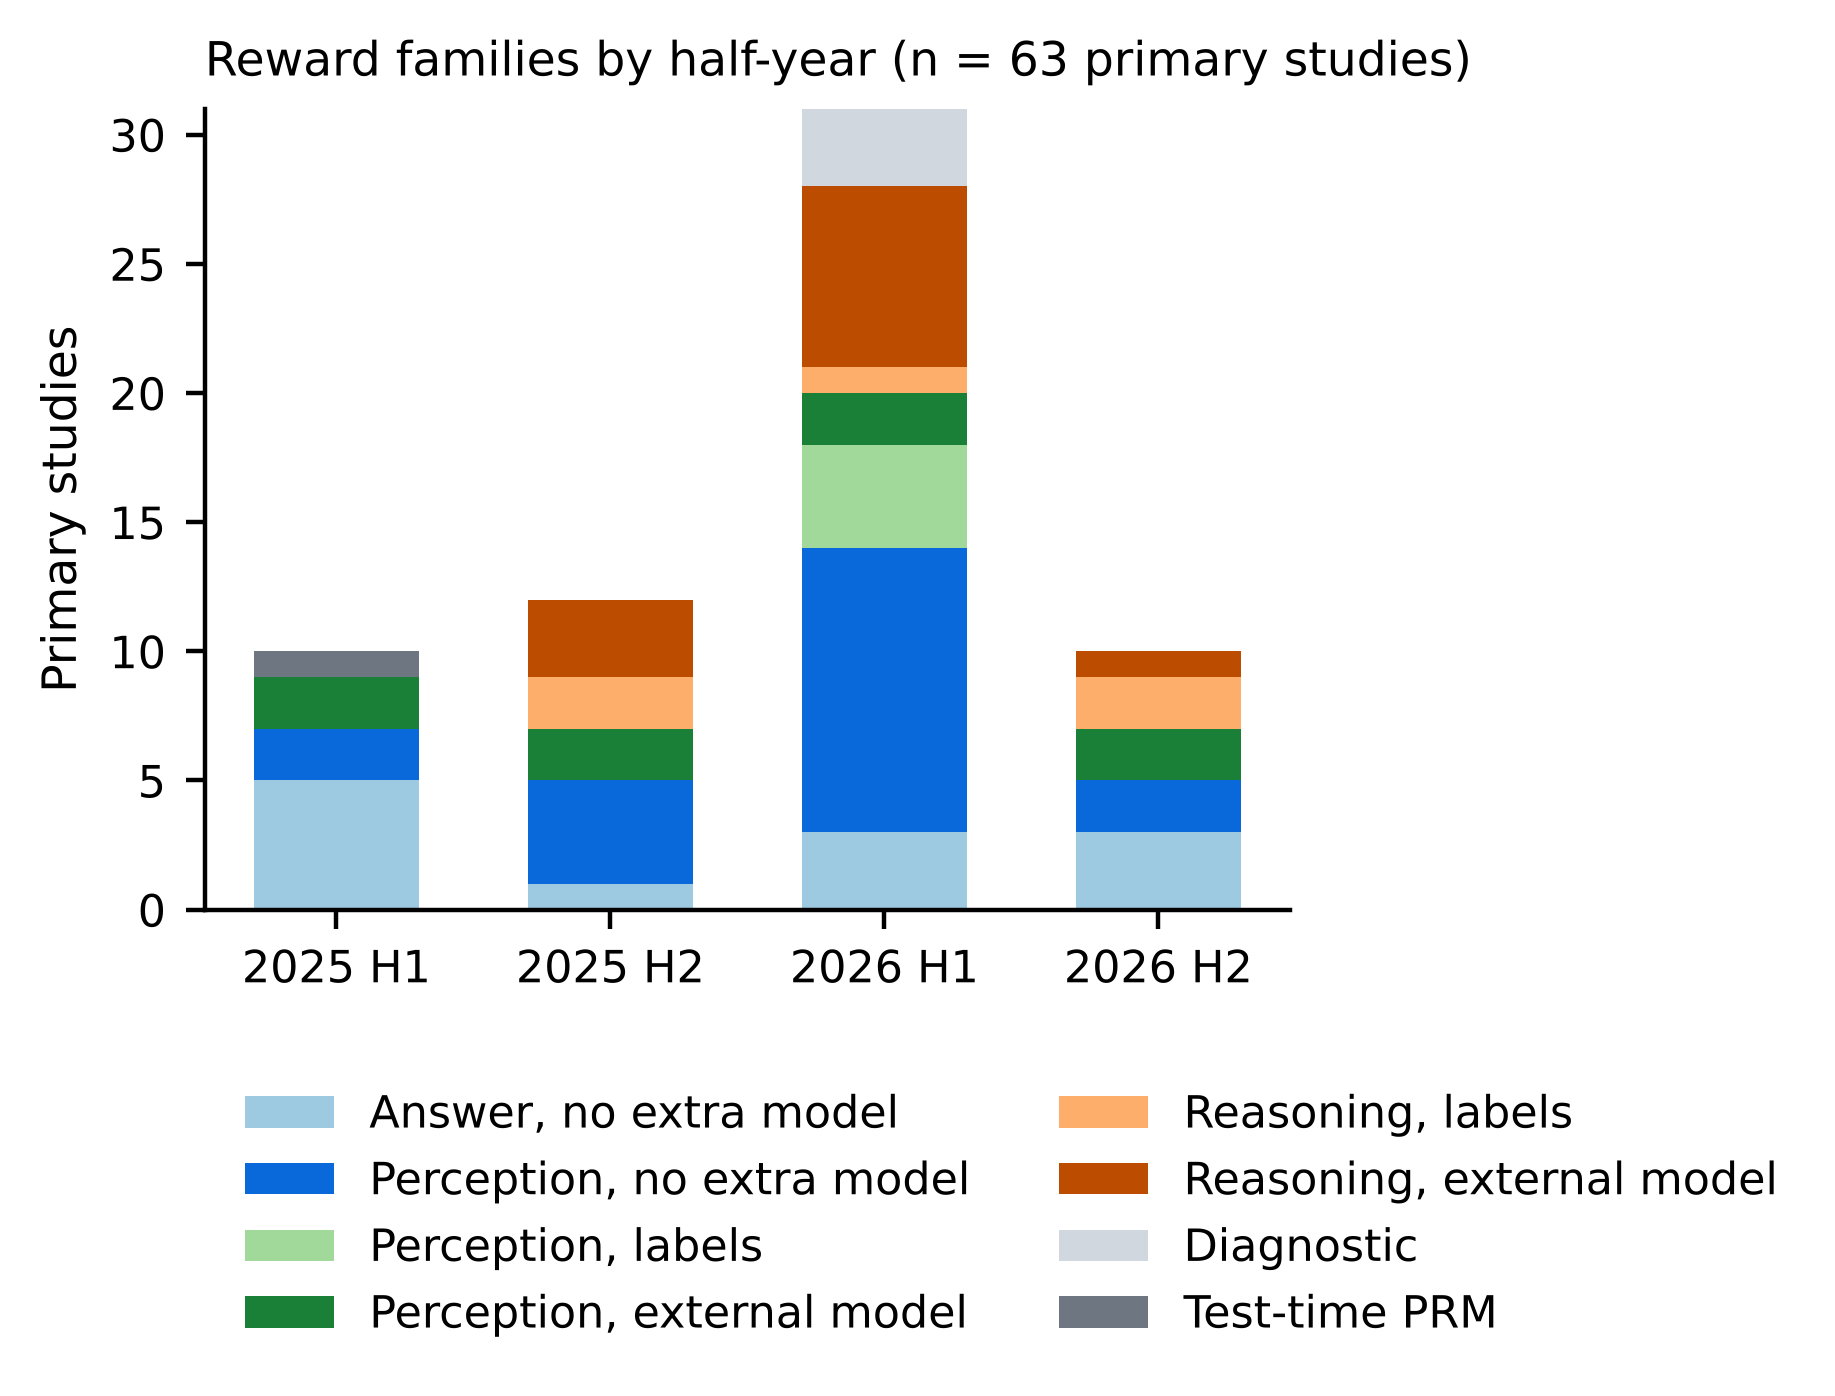 Reward families by half-year (n = 63 primary studies)
Primary studies
30
25
20
15
10
5
0
2025 H1 2025 H2 2026 H1 2026 H2
Answer, no extra model
Perception, no extra model
Perception, labels
Perception, external model
Reasoning, labels
Reasoning, external model
Diagnostic
Test-time PRM